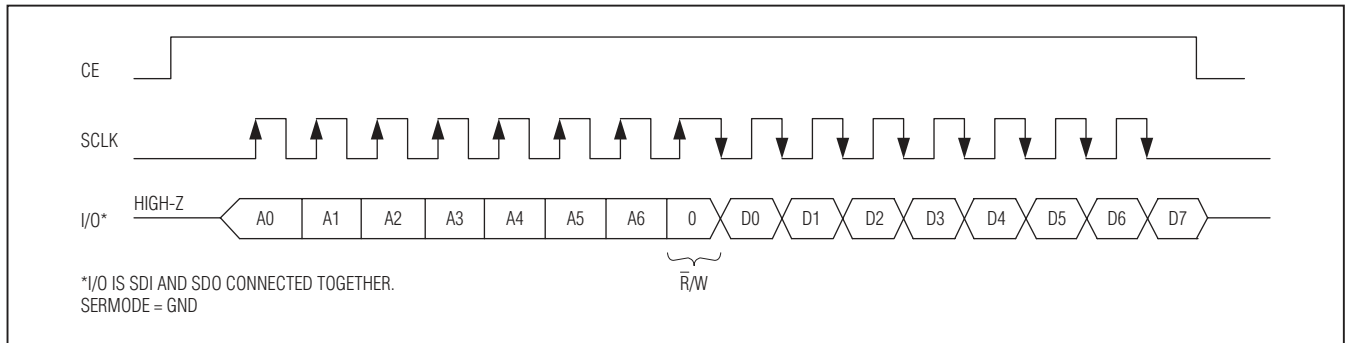 CE
SCLK
I/O* HIGH-Z A0 A1 A2 A3 A4 A5 A6 0 D0 D1 D2 D3 D4 D5 D6 D7
R̅/W
*I/O IS SDI AND SDO CONNECTED TOGETHER.
SERMODE = GND